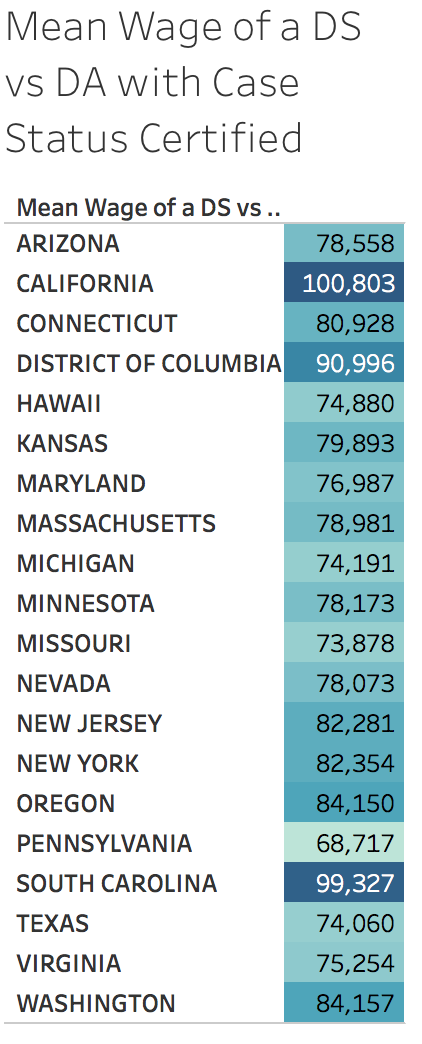 Mean Wage of a DS
vs DA with Case
Status Certified
Mean Wage of a DS vs ..
ARIZONA 78,558
CALIFORNIA 100,803
CONNECTICUT 80,928
DISTRICT OF COLUMBIA 90,996
HAWAII 74,880
KANSAS 79,893
MARYLAND 76,987
MASSACHUSETTS 78,981
MICHIGAN 74,191
MINNESOTA 78,173
MISSOURI 73,878
NEVADA 78,073
NEW JERSEY 82,281
NEW YORK 82,354
OREGON 84,150
PENNSYLVANIA 68,717
SOUTH CAROLINA 99,327
TEXAS 74,060
VIRGINIA 75,254
WASHINGTON 84,157